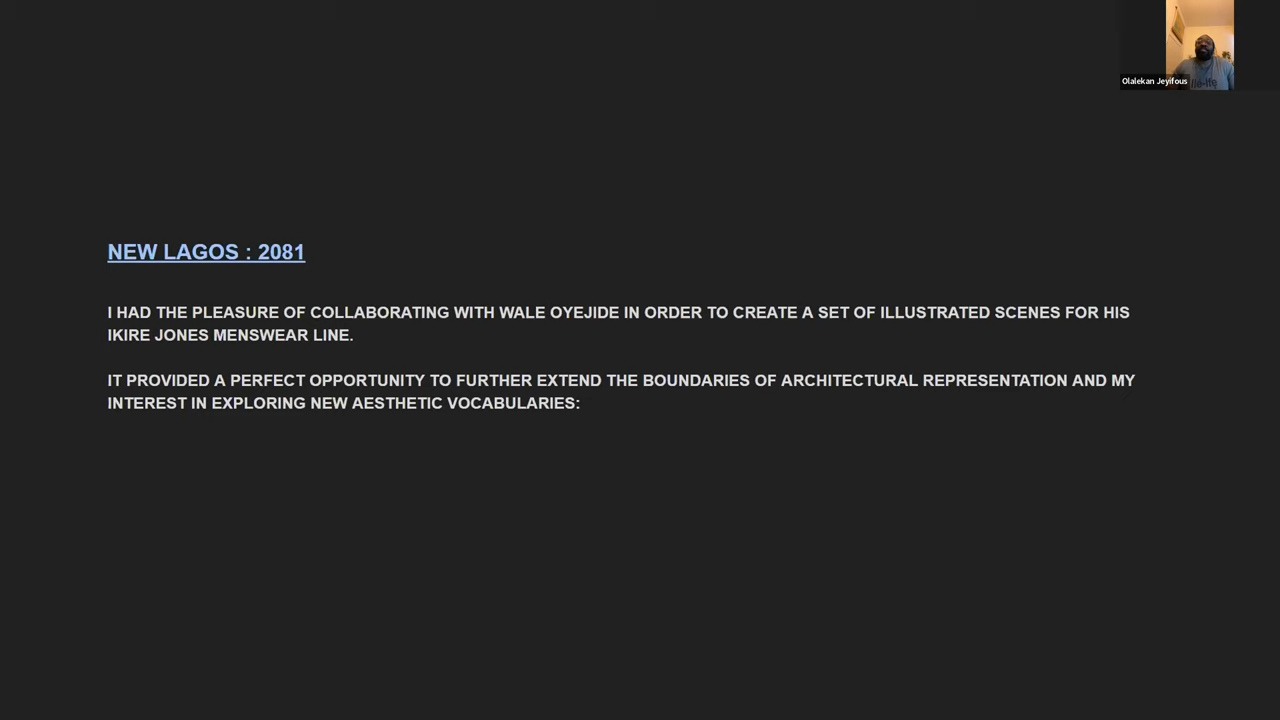 Olalekan Jeyifous
NEW LAGOS : 2081
I HAD THE PLEASURE OF COLLABORATING WITH WALE OYEJIDE IN ORDER TO CREATE A SET OF ILLUSTRATED SCENES FOR HIS
IKIRE JONES MENSWEAR LINE.
IT PROVIDED A PERFECT OPPORTUNITY TO FURTHER EXTEND THE BOUNDARIES OF ARCHITECTURAL REPRESENTATION AND MY
INTEREST IN EXPLORING NEW AESTHETIC VOCABULARIES: